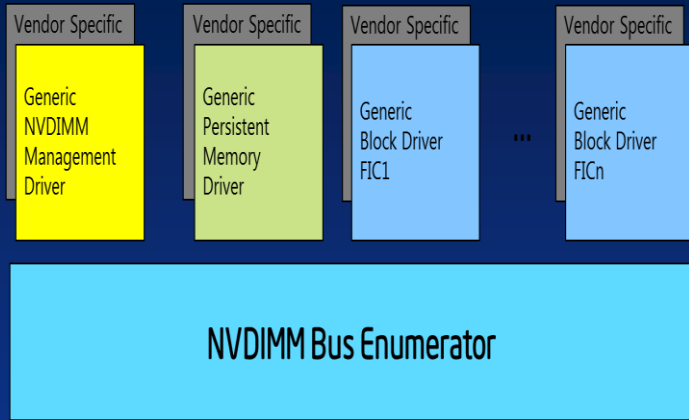 Vendor Specific
Generic
NVDIMM
Management
Driver
Vendor Specific
Generic
Persistent
Memory
Driver
Vendor Specific
Generic
Block Driver
FIC1
...
Vendor Specific
Generic
Block Driver
FICn
NVDIMM Bus Enumerator